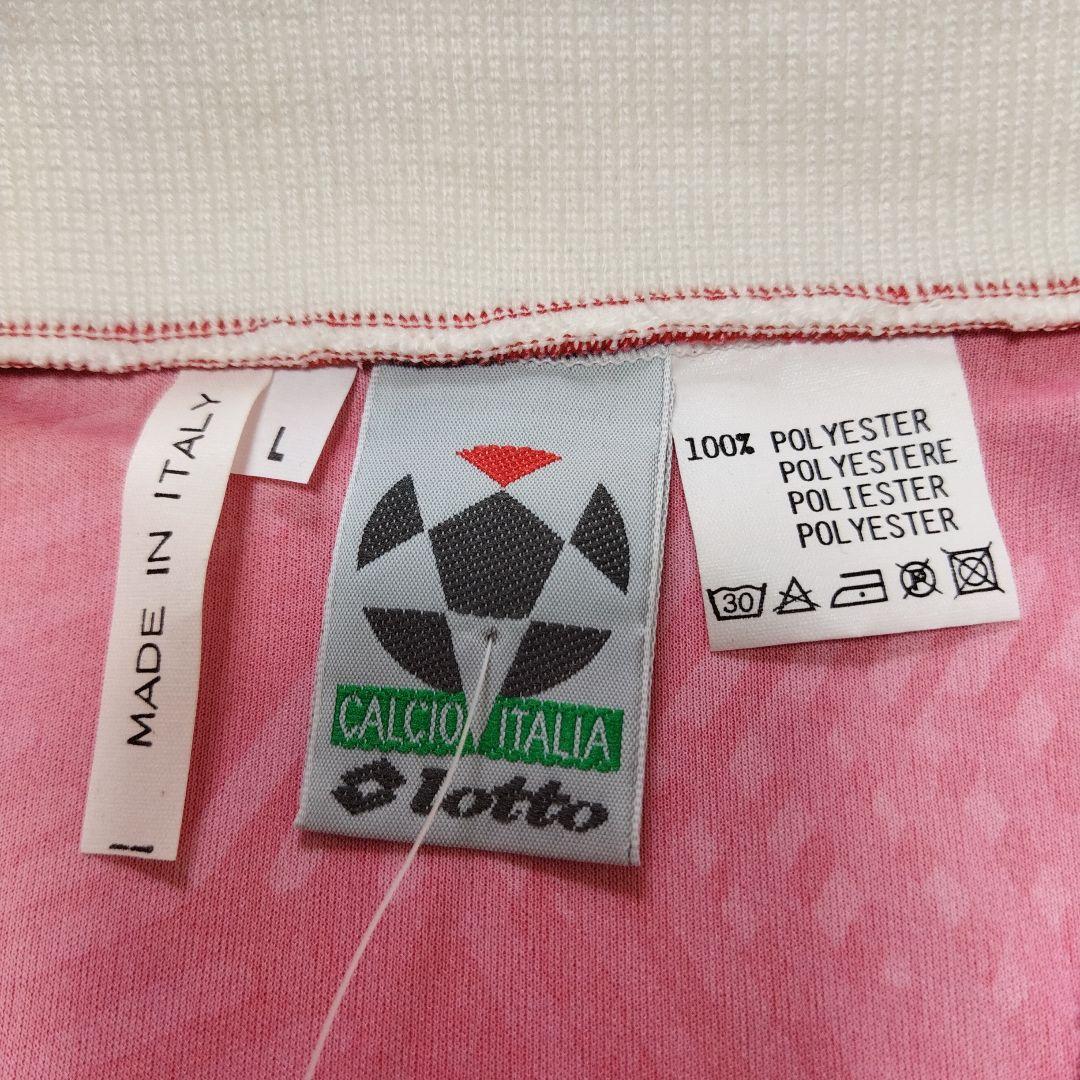 MADE IN ITALY
L
CALCIO ITALIA
lotto
100% POLYESTER
POLYESTERE
POLIESTER
POLYESTER
30 P